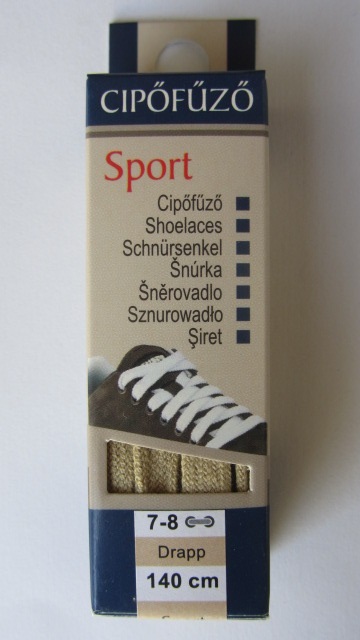 CIPŐFŰZŐ
Sport
Cipőfűző
Shoelaces
Schnürsenkel
Šnúrka
Šněrovadlo
Sznurowadło
Şiret
7-8
Drapp
140 cm